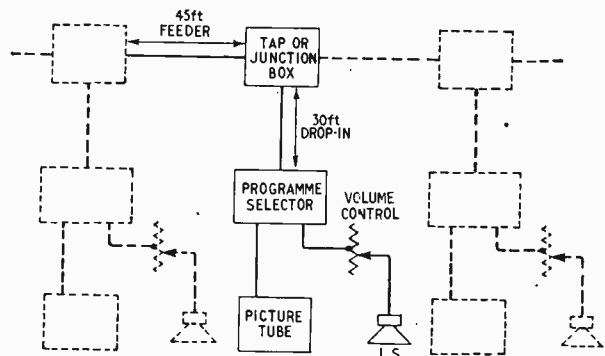 45ft
FEEDER
TAP OR
JUNCTION
BOX
30ft
DROP-IN
PROGRAMME
SELECTOR
VOLUME
CONTROL
PICTURE
TUBE
L.S.